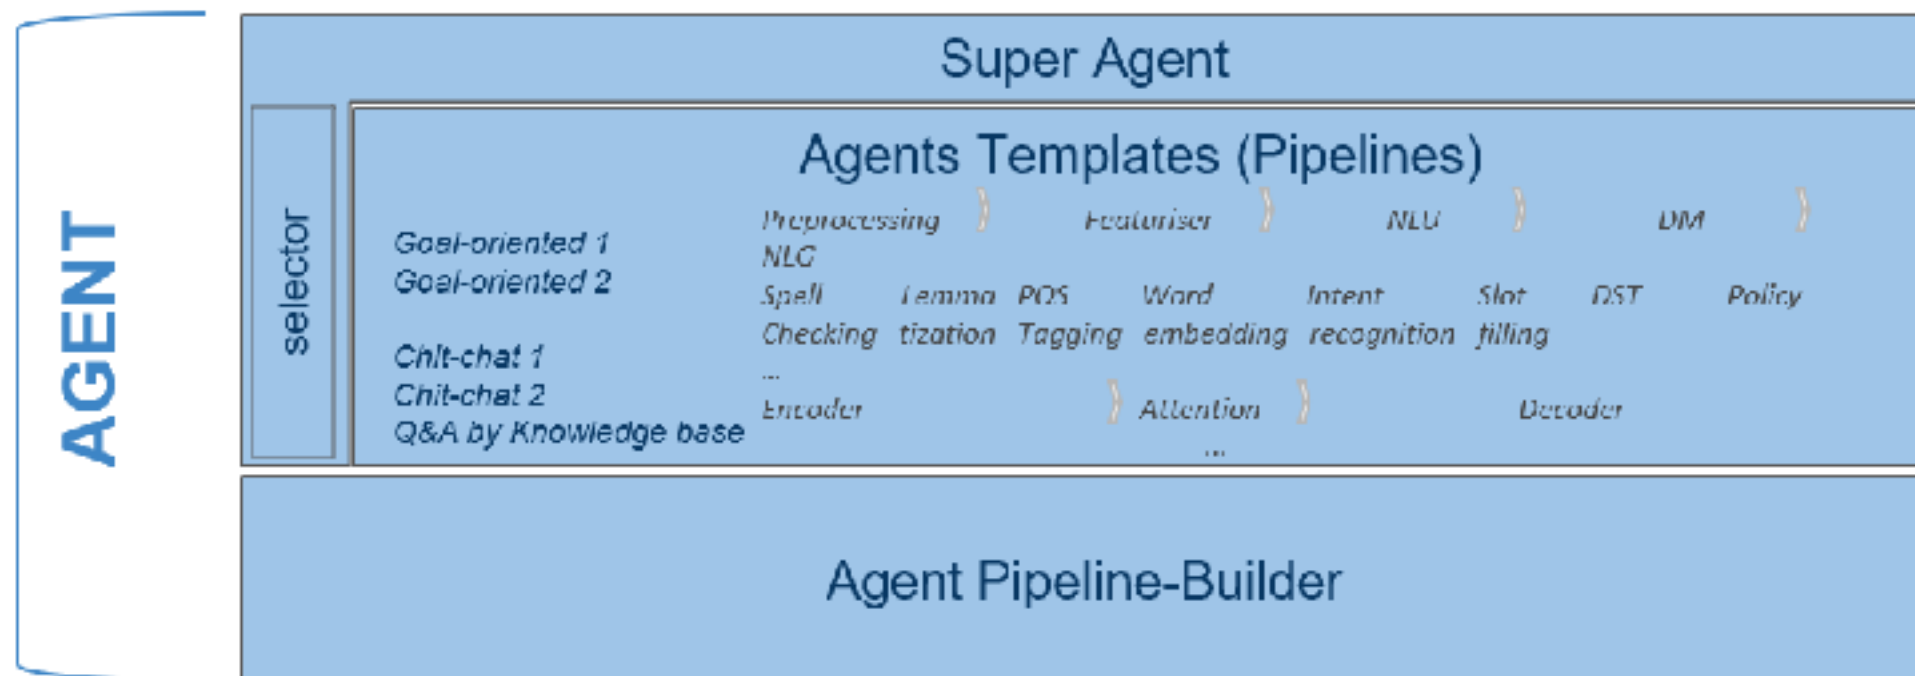 AGENT
Super Agent
selector
Agents Templates (Pipelines)
Goal-oriented 1
Goal-oriented 2
Chit-chat 1
Chit-chat 2
Q&A by Knowledge base
Preprocessing ⟩ Featuriser ⟩ NLU ⟩ DM ⟩
NLG
Spell Lemma POS Word Intent Slot DST Policy
Checking tization Tagging embedding recognition filling
...
Encoder ⟩ Attention ⟩ Decoder
...
Agent Pipeline-Builder